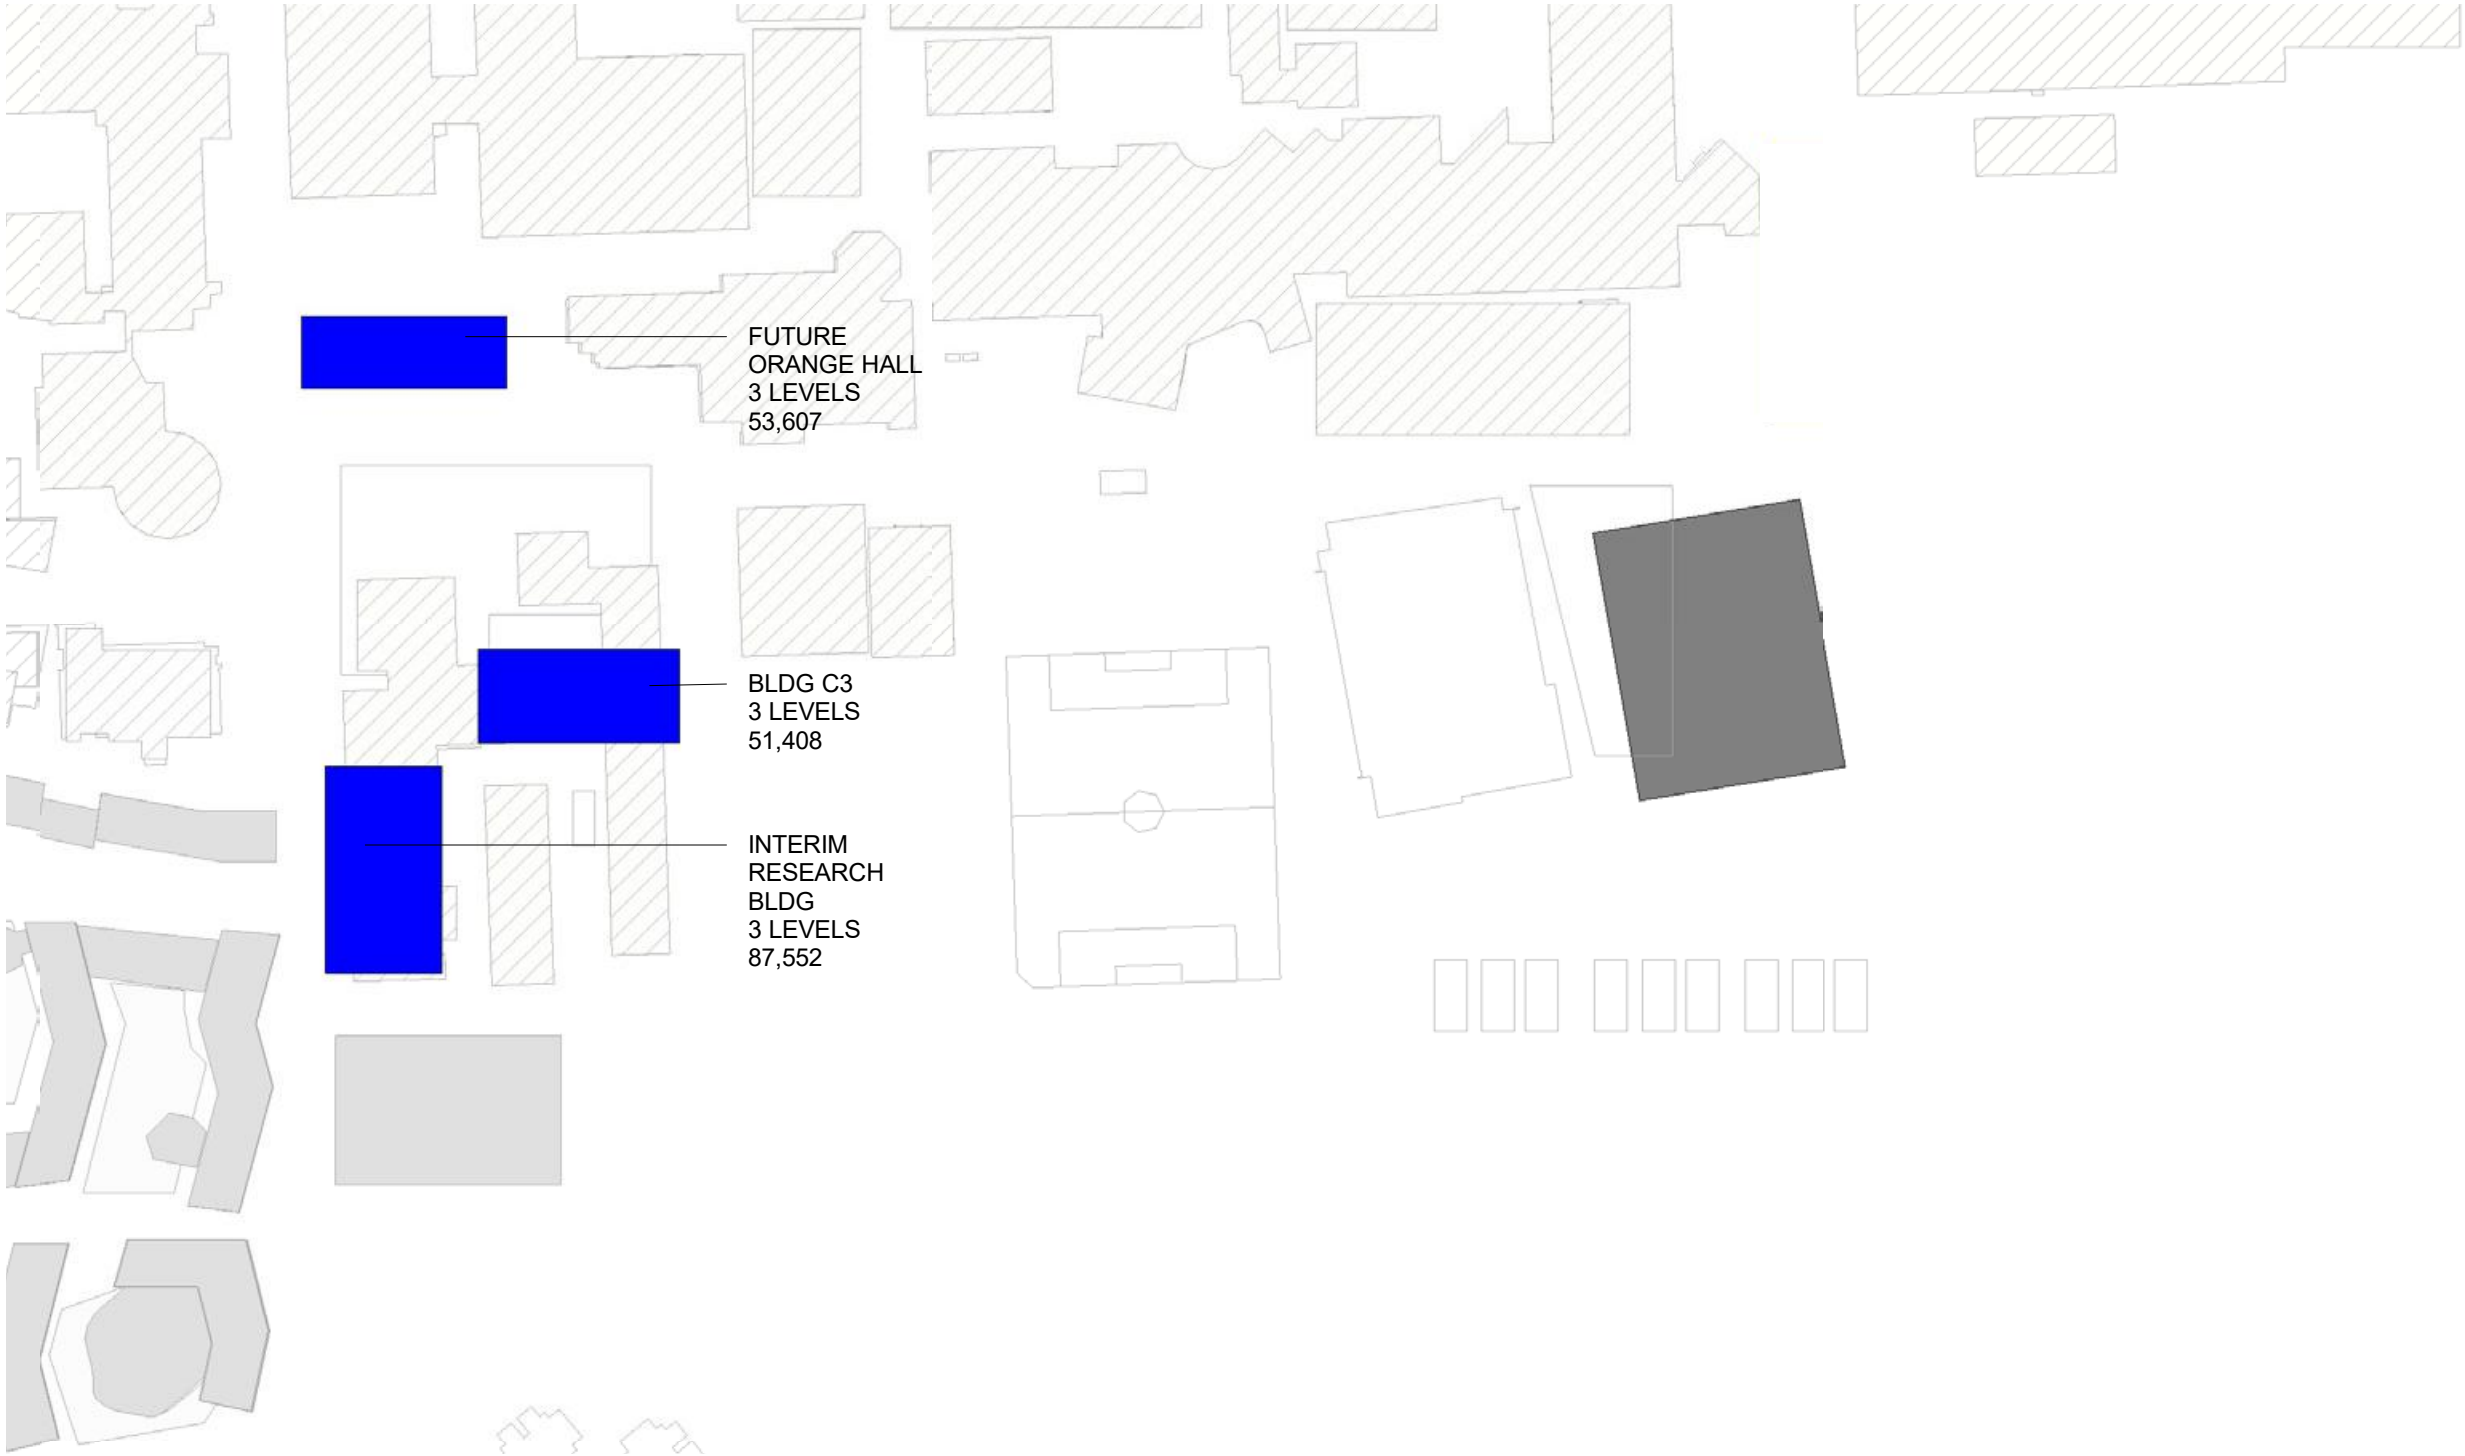 FUTURE
ORANGE HALL
3 LEVELS
53,607
BLDG C3
3 LEVELS
51,408
INTERIM
RESEARCH
BLDG
3 LEVELS
87,552